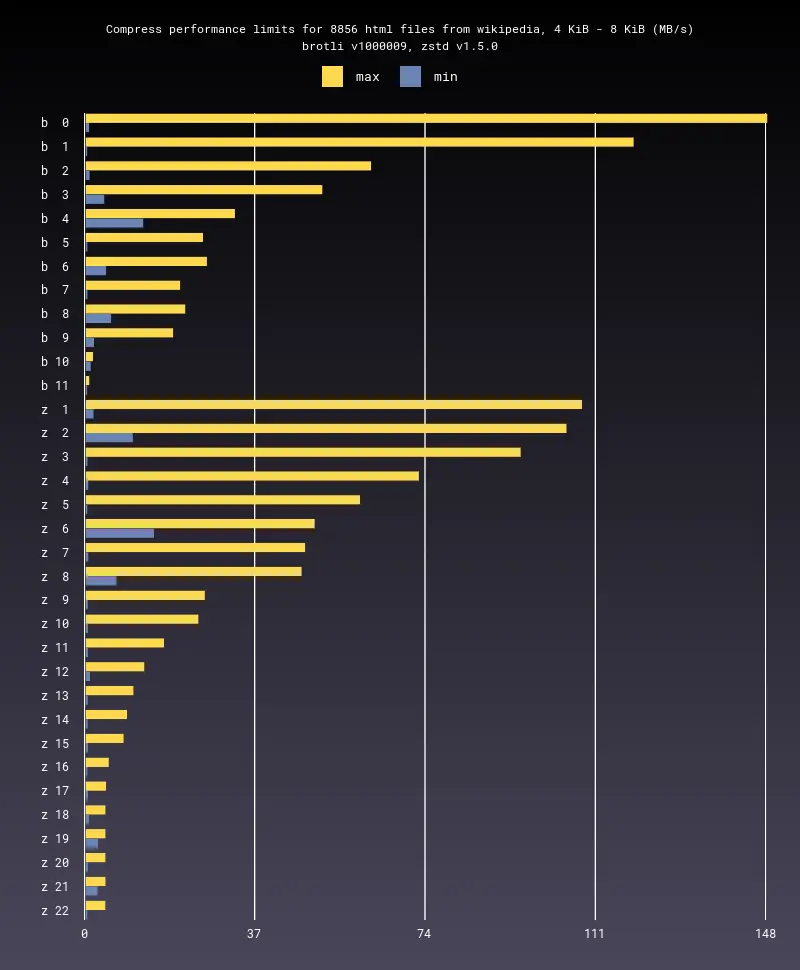 Compress performance limits for 8856 html files from wikipedia, 4 KiB - 8 KiB (MB/s)
brotli v1000009, zstd v1.5.0
max min
b 0
b 1
b 2
b 3
b 4
b 5
b 6
b 7
b 8
b 9
b 10
b 11
z 1
z 2
z 3
z 4
z 5
z 6
z 7
z 8
z 9
z 10
z 11
z 12
z 13
z 14
z 15
z 16
z 17
z 18
z 19
z 20
z 21
z 22
0 37 74 111 148